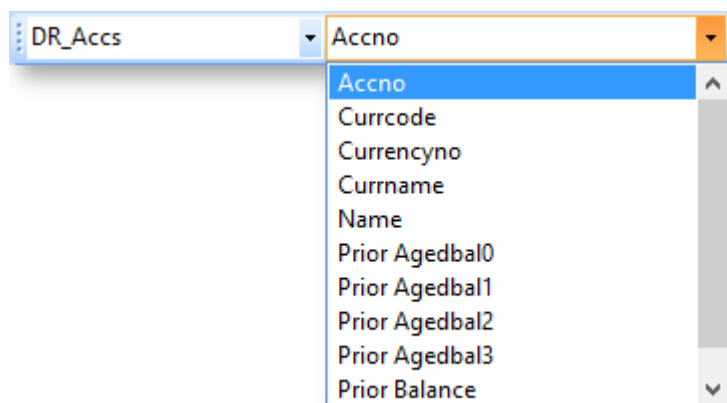 DR_Accs Accno
Accno
Currcode
Currencyno
Currname
Name
Prior Agedbal0
Prior Agedbal1
Prior Agedbal2
Prior Agedbal3
Prior Balance